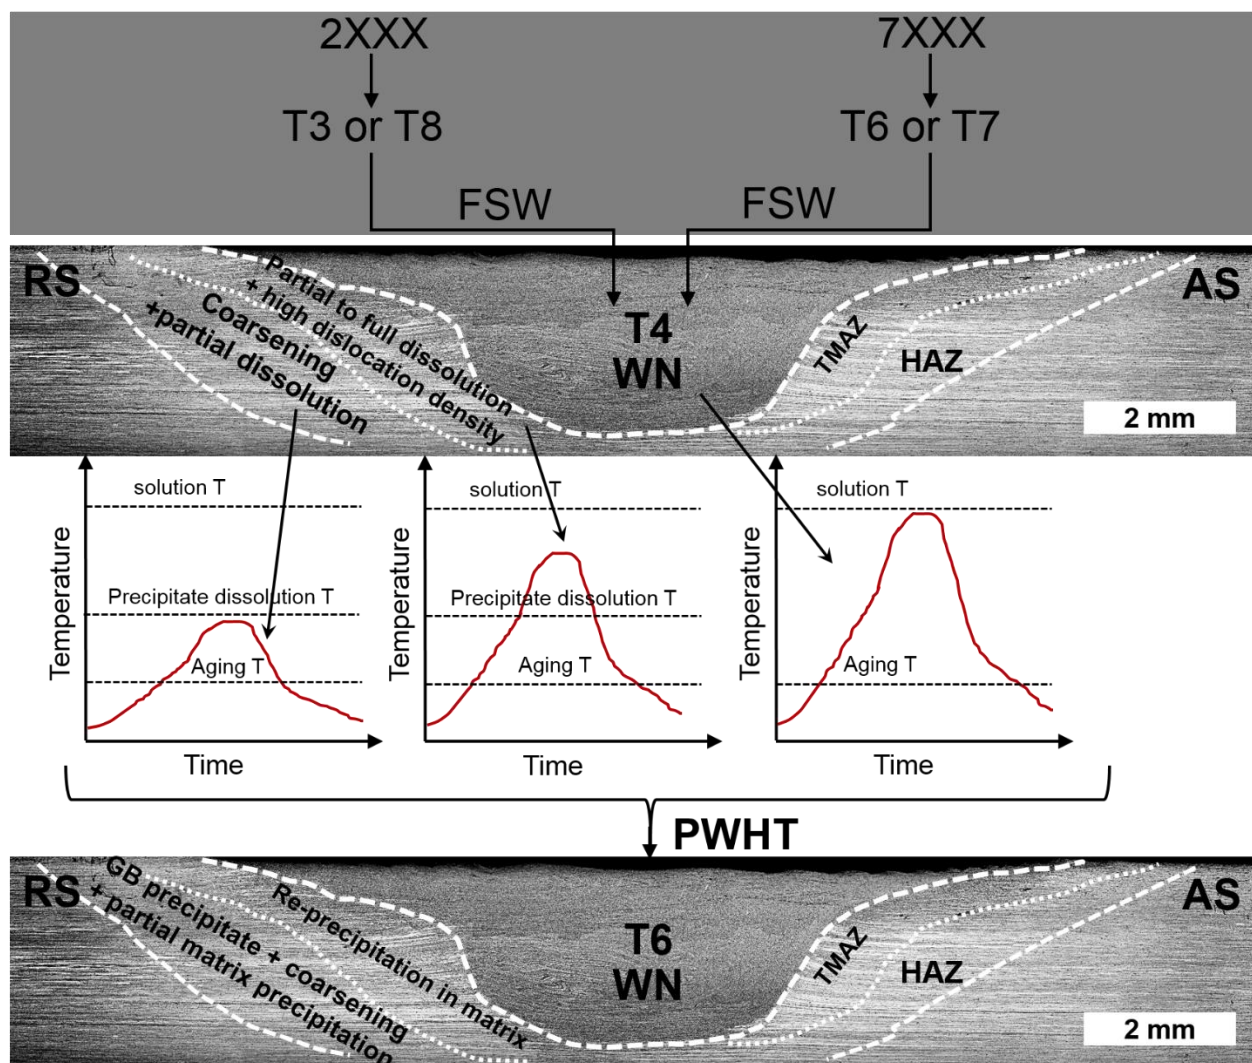 2XXX
7XXX
T3 or T8
T6 or T7
FSW
FSW
RS
AS
Partial to full dissolution
+ high dislocation density
Coarsening
+partial dissolution
T4
WN
TMAZ
HAZ
2 mm
Temperature
solution T
Precipitate dissolution T
Aging T
Time
Temperature
solution T
Precipitate dissolution T
Aging T
Time
Temperature
solution T
Aging T
Time
PWHT
RS
AS
GB precipitate + coarsening
+ partial matrix precipitation
Re-precipitation in matrix
T6
WN
TMAZ
HAZ
2 mm